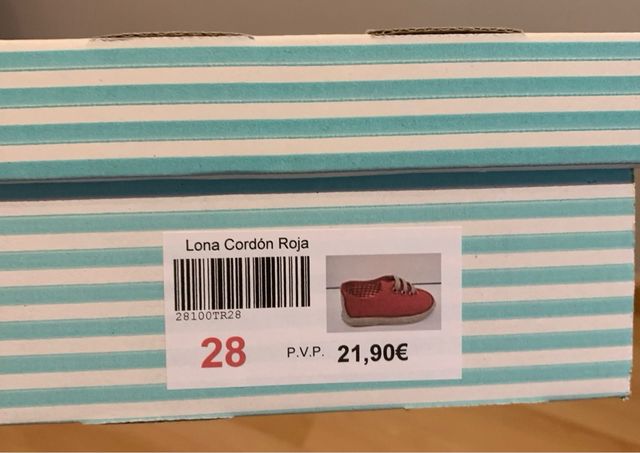 Lona Cordón Roja
28100TR28
28 P.V.P. 21,90€